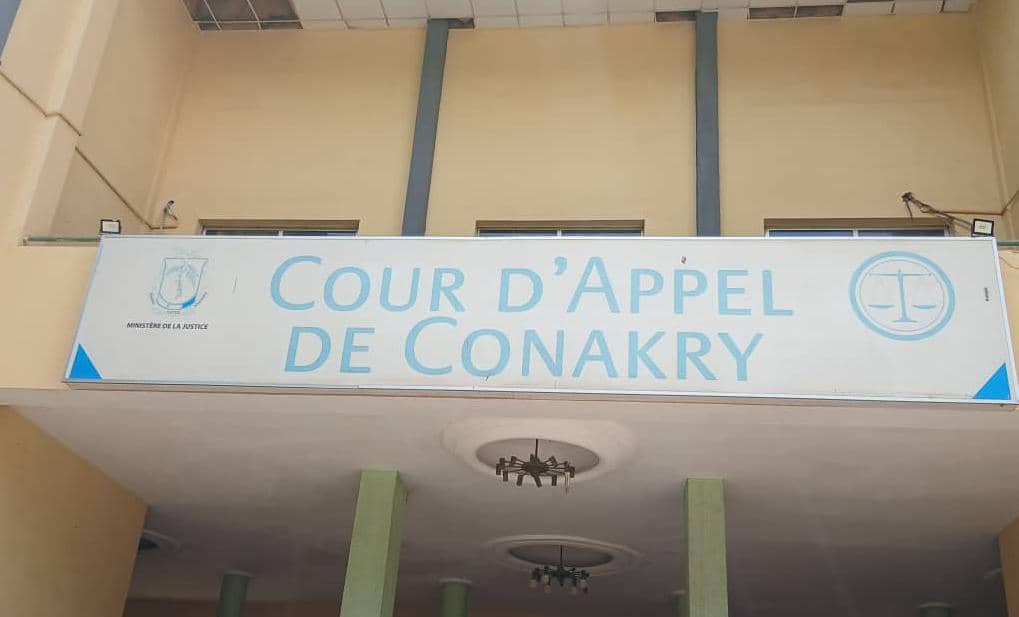 COUR D'APPEL
DE CONAKRY
MINISTÈRE DE LA JUSTICE